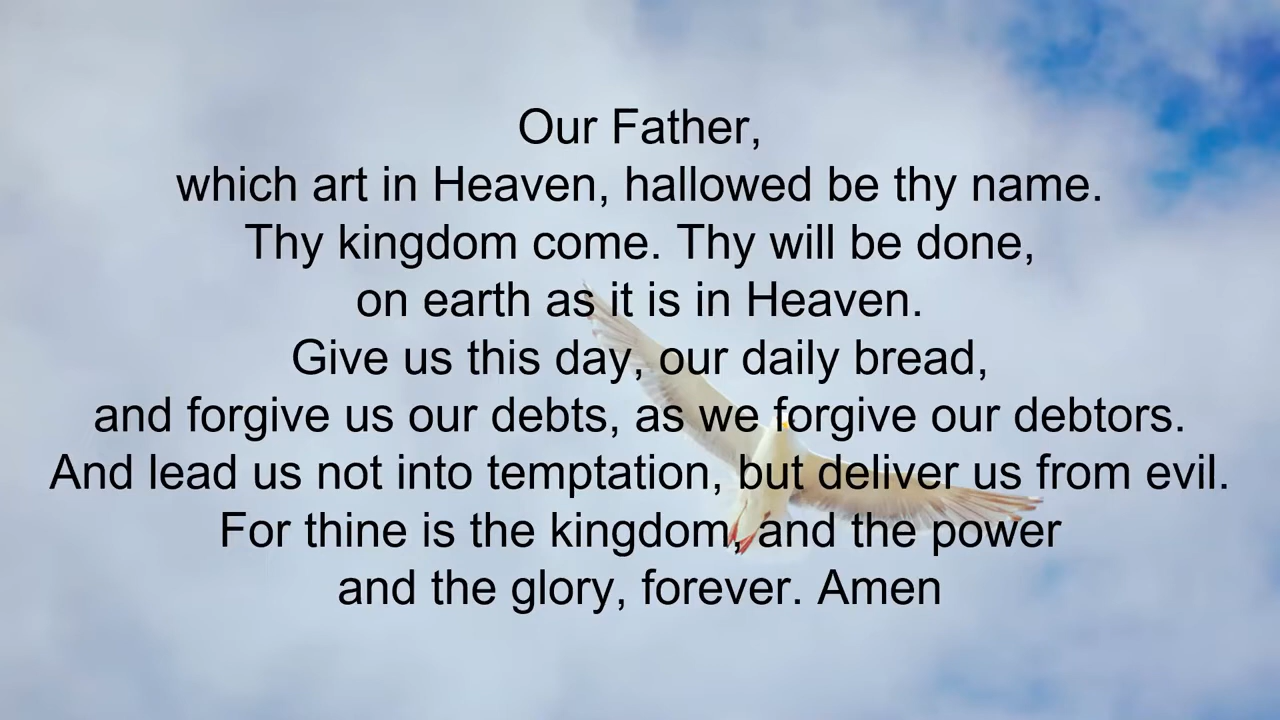 Our Father,
which art in Heaven, hallowed be thy name.
Thy kingdom come. Thy will be done,
on earth as it is in Heaven.
Give us this day, our daily bread,
and forgive us our debts, as we forgive our debtors.
And lead us not into temptation, but deliver us from evil.
For thine is the kingdom, and the power
and the glory, forever. Amen